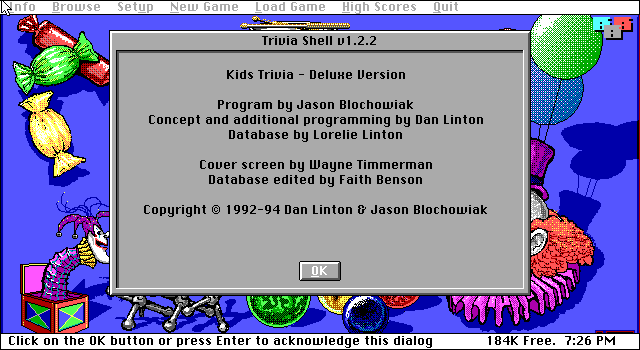 Info Browse Setup New Game Load Game High Scores Quit
Trivia Shell v1.2.2
Kids Trivia - Deluxe Version
Program by Jason Blochowiak
Concept and additional programming by Dan Linton
Database by Lorelie Linton
Cover screen by Wayne Timmerman
Database edited by Faith Benson
Copyright © 1992-94 Dan Linton & Jason Blochowiak
OK
Click on the OK button or press Enter to acknowledge this dialog 184K Free. 7:26 PM